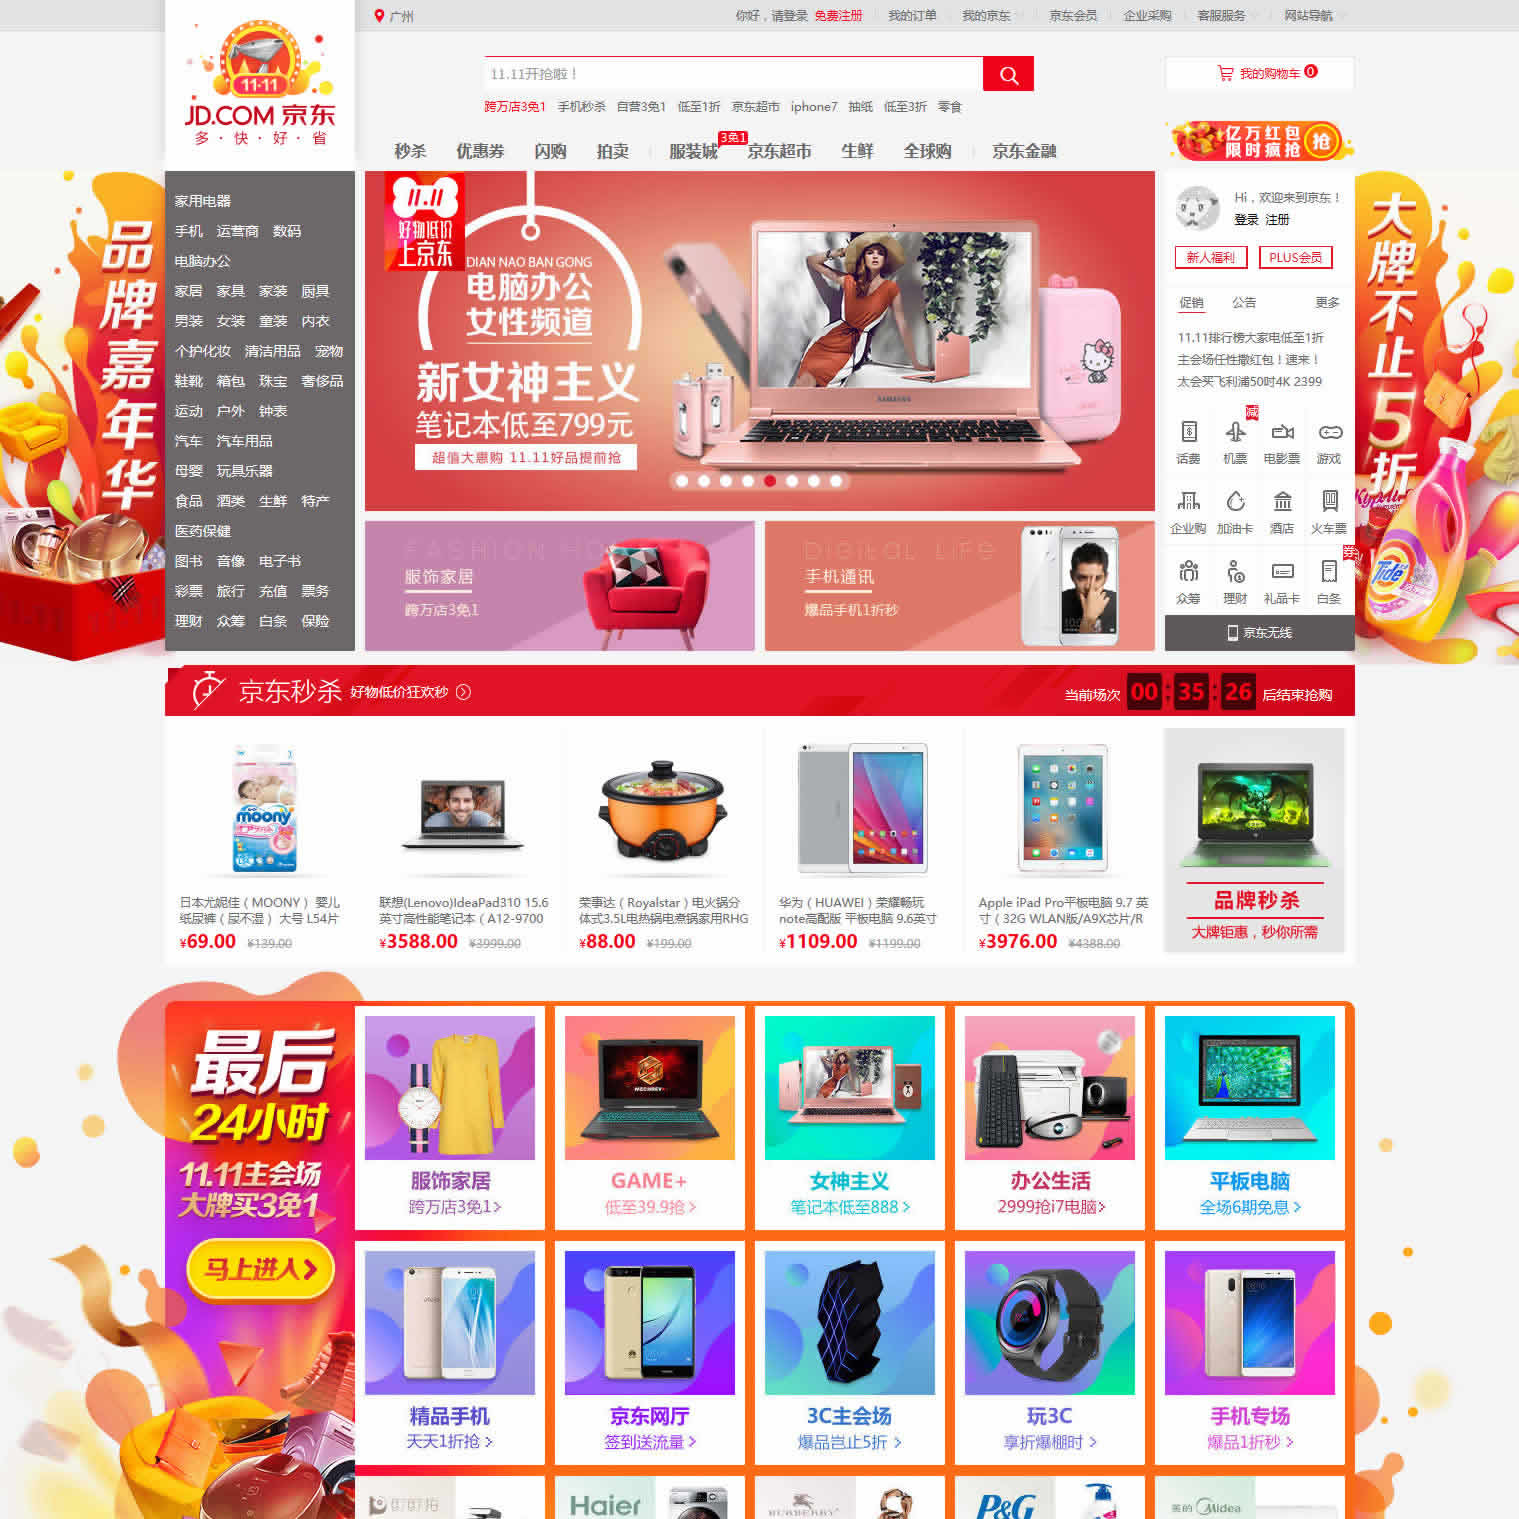 广州
你好，请登录 免费注册
我的订单
我的京东
京东会员
企业采购
客服服务
网站导航
11·11
JD.COM 京东
多·快·好·省
11.11开抢啦！
我的购物车 0
跨万店3免1 手机秒杀 自营3免1 低至1折 京东超市 iphone7 抽纸 低至3折 零食
秒杀 优惠券 闪购 拍卖 服装城 京东超市 生鲜 全球购 京东金融
3免1
亿万红包
限时疯抢
抢
品牌嘉年华
家用电器
手机 运营商 数码
电脑办公
家居 家具 家装 厨具
男装 女装 童装 内衣
个护化妆 清洁用品 宠物
鞋靴 箱包 珠宝 奢侈品
运动 户外 钟表
汽车 汽车用品
母婴 玩具乐器
食品 酒类 生鲜 特产
医药保健
图书 音像 电子书
彩票 旅行 充值 票务
理财 众筹 白条 保险
11.11
好物低价
上京东
DIAN NAO BAN GONG
电脑办公
女性频道
新女神主义
笔记本低至799元
超值大惠购 11.11好品提前抢
SAMSUNG
Hi，欢迎来到京东！
登录 注册
新人福利 PLUS会员
促销 公告 更多
11.11排行榜大家电低至1折
主会场任性撒红包！速来！
太会买飞利浦50吋4K 2399
减
话费 机票 电影票 游戏
企业购 加油卡 酒店 火车票
券
众筹 理财 礼品卡 白条
京东无线
大牌不止5折
Tide
服饰家居
跨万店3免1
DIGITAL LIFE
手机通讯
爆品手机1折秒
京东秒杀 好物低价狂欢秒
当前场次 00:35:26 后结束抢购
moony
日本尤妮佳（MOONY） 婴儿
纸尿裤（尿不湿） 大号 L54片
¥69.00 ¥139.00
联想(Lenovo)IdeaPad310 15.6
英寸高性能笔记本（A12-9700
¥3588.00 ¥3999.00
荣事达（Royalstar）电火锅分
体式3.5L电热锅电煮锅家用RHG
¥88.00 ¥199.00
华为（HUAWEI）荣耀畅玩
note高配版 平板电脑 9.6英寸
¥1109.00 ¥1199.00
Apple iPad Pro平板电脑 9.7 英
寸（32G WLAN版/A9X芯片/R
¥3976.00 ¥4388.00
品牌秒杀
大牌钜惠，秒你所需
最后
24小时
11.11主会场
大牌买3免1
马上进入
服饰家居
跨万店3免1
GAME+
低至39.9抢
女神主义
笔记本低至888
办公生活
2999抢i7电脑
平板电脑
全场6期免息
精品手机
天天1折抢
京东网厅
签到送流量
3C主会场
爆品岂止5折
玩3C
享折爆棚时
手机专场
爆品1折秒
Haier
BURBERRY
P&G
美的 Midea